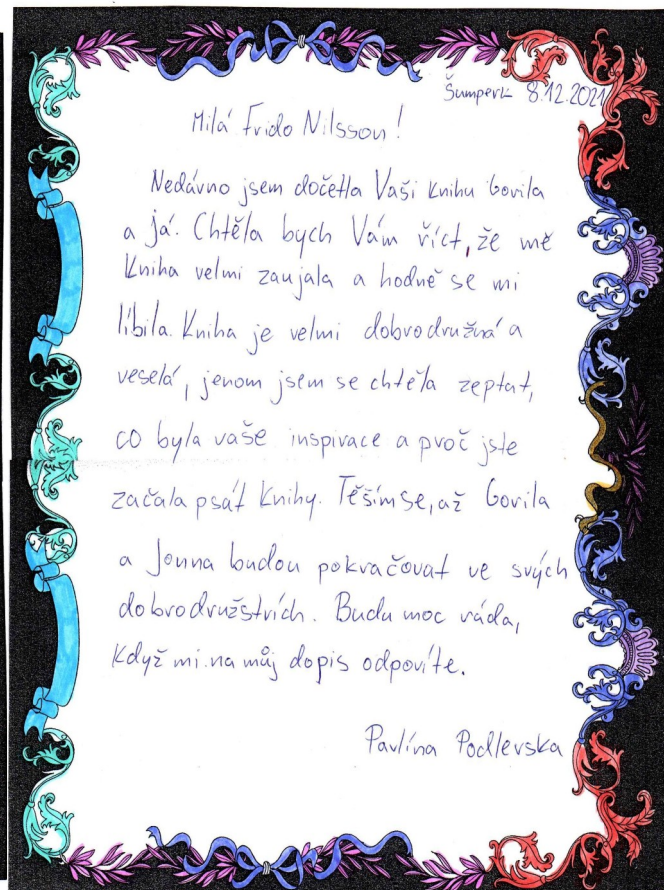 Šumperk 8.12.2021
Milá Frido Nilsson!
Nedávno jsem dočetla Vaši knihu Gorila
a já. Chtěla bych Vám říct, že mě
kniha velmi zaujala a hodně se mi
líbila. Kniha je velmi dobrodružná a
veselá, jenom jsem se chtěla zeptat,
co byla vaše inspirace a proč jste
začala psát knihy. Těším se, až Gorila
a Jonna budou pokračovat ve svých
dobrodružstvích. Budu moc ráda,
když mi na můj dopis odpovíte.
Pavlína Podlevska